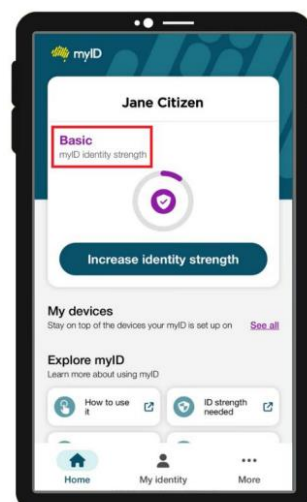 myID
Jane Citizen
Basic
myID identity strength
Increase identity strength
My devices
Stay on top of the devices your myID is set up on See all
Explore myID
Learn more about using myID
How to use it
ID strength needed
Home My identity More